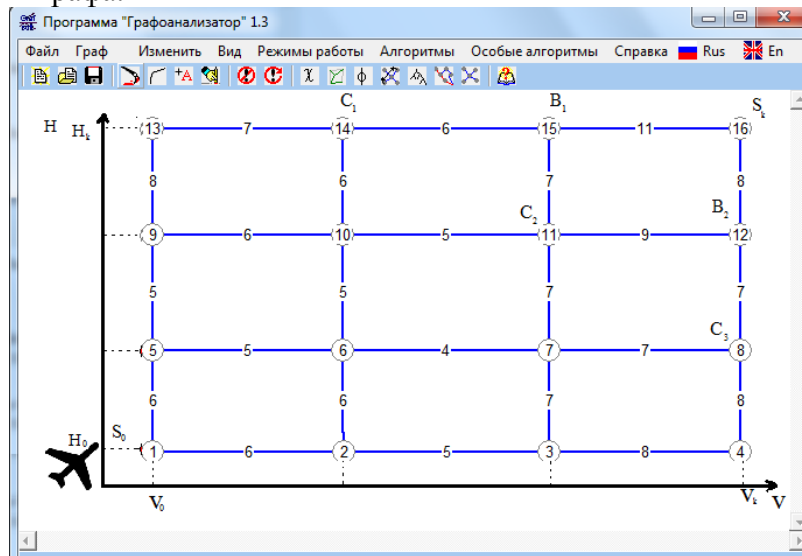 Программа "Графоанализатор" 1.3
Файл Граф Изменить Вид Режимы работы Алгоритмы Особые алгоритмы Справка Rus En
+A χ ϕ
C₁ B₁ Sₖ
H Hₖ 13 7 14 6 15 11 16
8 6 7 8
C₂ B₂
9 6 10 5 11 9 12
5 5 7 7
C₃
5 5 6 4 7 7 8
6 6 7 8
H₀ S₀
1 6 2 5 3 8 4
V₀ Vₖ V